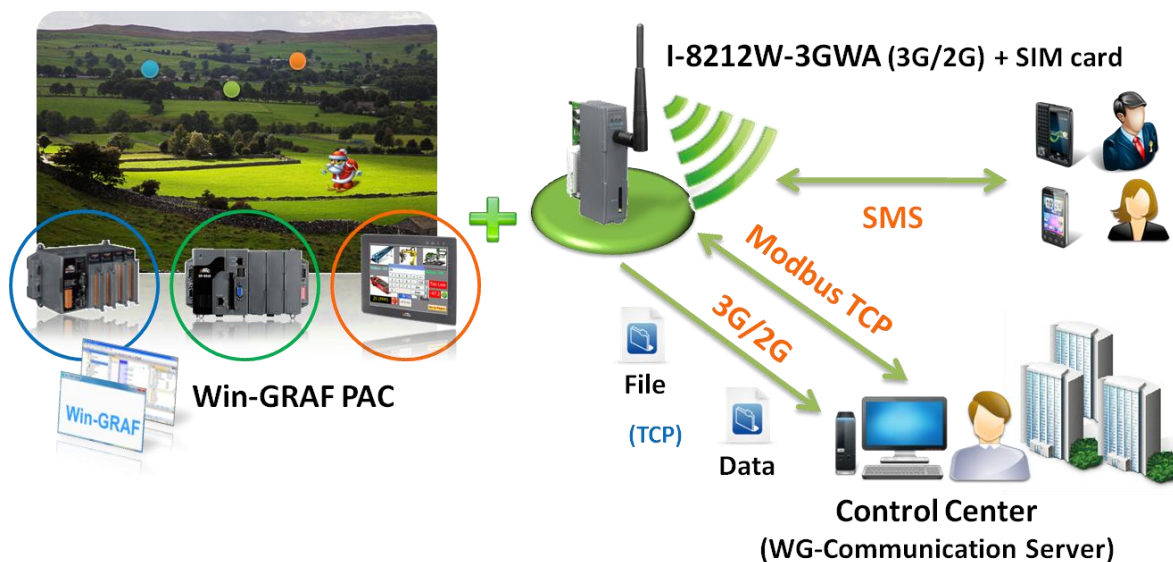 I-8212W-3GWA (3G/2G) + SIM card
SMS
Modbus TCP
3G/2G
File
(TCP)
Data
Win-GRAF PAC
Win-GRAF
Control Center
(WG-Communication Server)